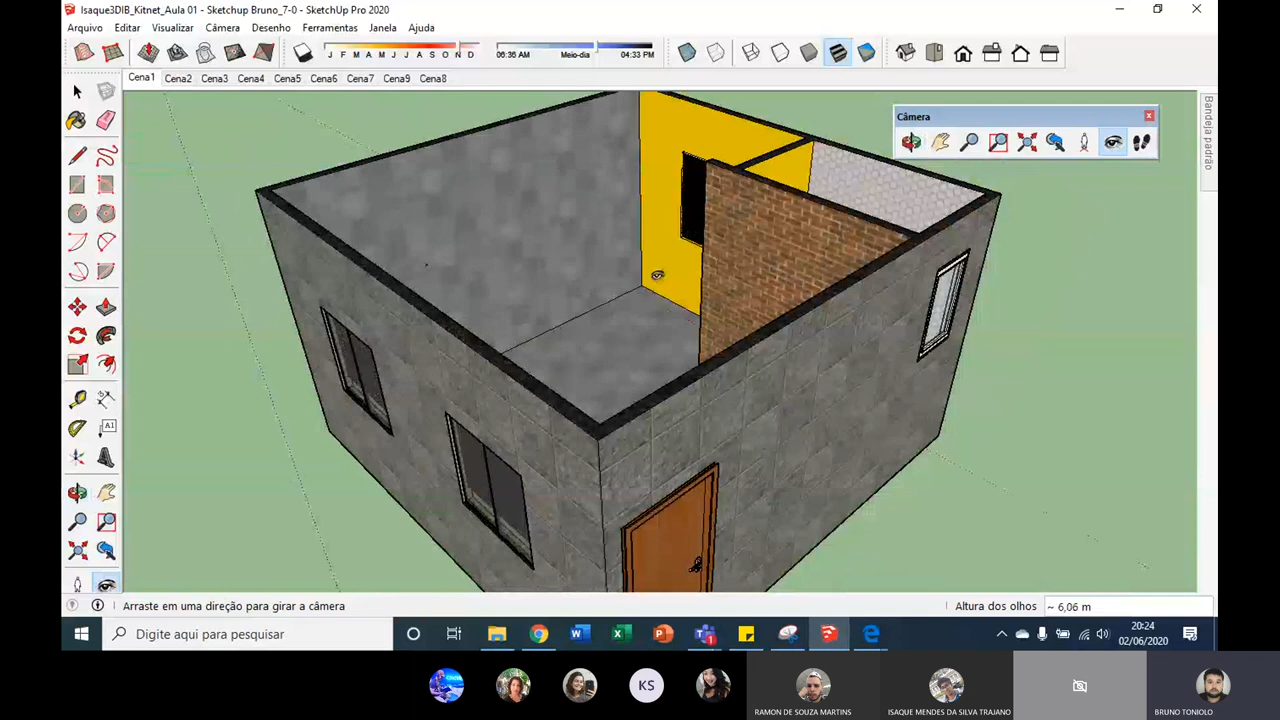 Isaque3DIB_Kitnet_Aula 01 - Sketchup Bruno_7-0 - SketchUp Pro 2020
Arquivo Editar Visualizar Câmera Desenho Ferramentas Janela Ajuda
J F M A M J J A S O N D 06:36 AM Meio-dia 04:33 PM
Cena1 Cena2 Cena3 Cena4 Cena5 Cena6 Cena7 Cena9 Cena8
Câmera
Bandeja padrão
A1
Arraste em uma direção para girar a câmera
Altura dos olhos
~ 6,06 m
Digite aqui para pesquisar
20:24
02/06/2020
KS
RAMON DE SOUZA MARTINS
ISAQUE MENDES DA SILVA TRAJANO
BRUNO TONIOLO